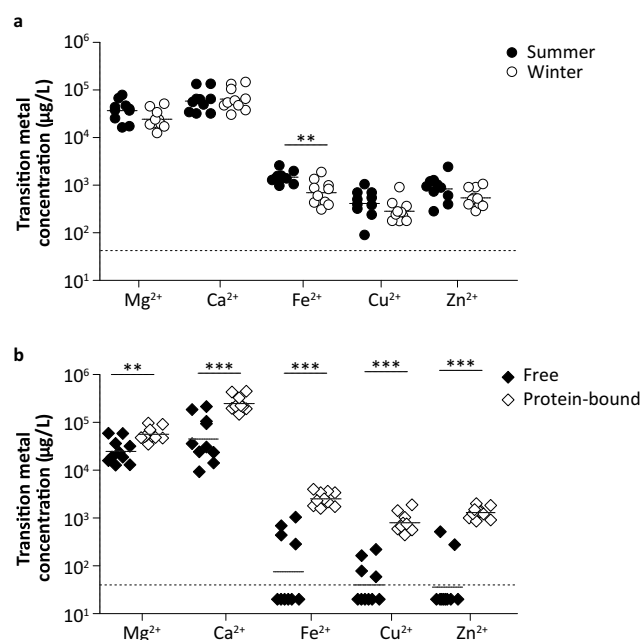 a
Transition metal
concentration (µg/L)
10⁶
10⁵
10⁴
10³
10²
10¹
**
Mg²⁺ Ca²⁺ Fe²⁺ Cu²⁺ Zn²⁺
Summer
Winter
b
Transition metal
concentration (µg/L)
10⁶
10⁵
10⁴
10³
10²
10¹
** *** *** *** ***
Mg²⁺ Ca²⁺ Fe²⁺ Cu²⁺ Zn²⁺
Free
Protein-bound